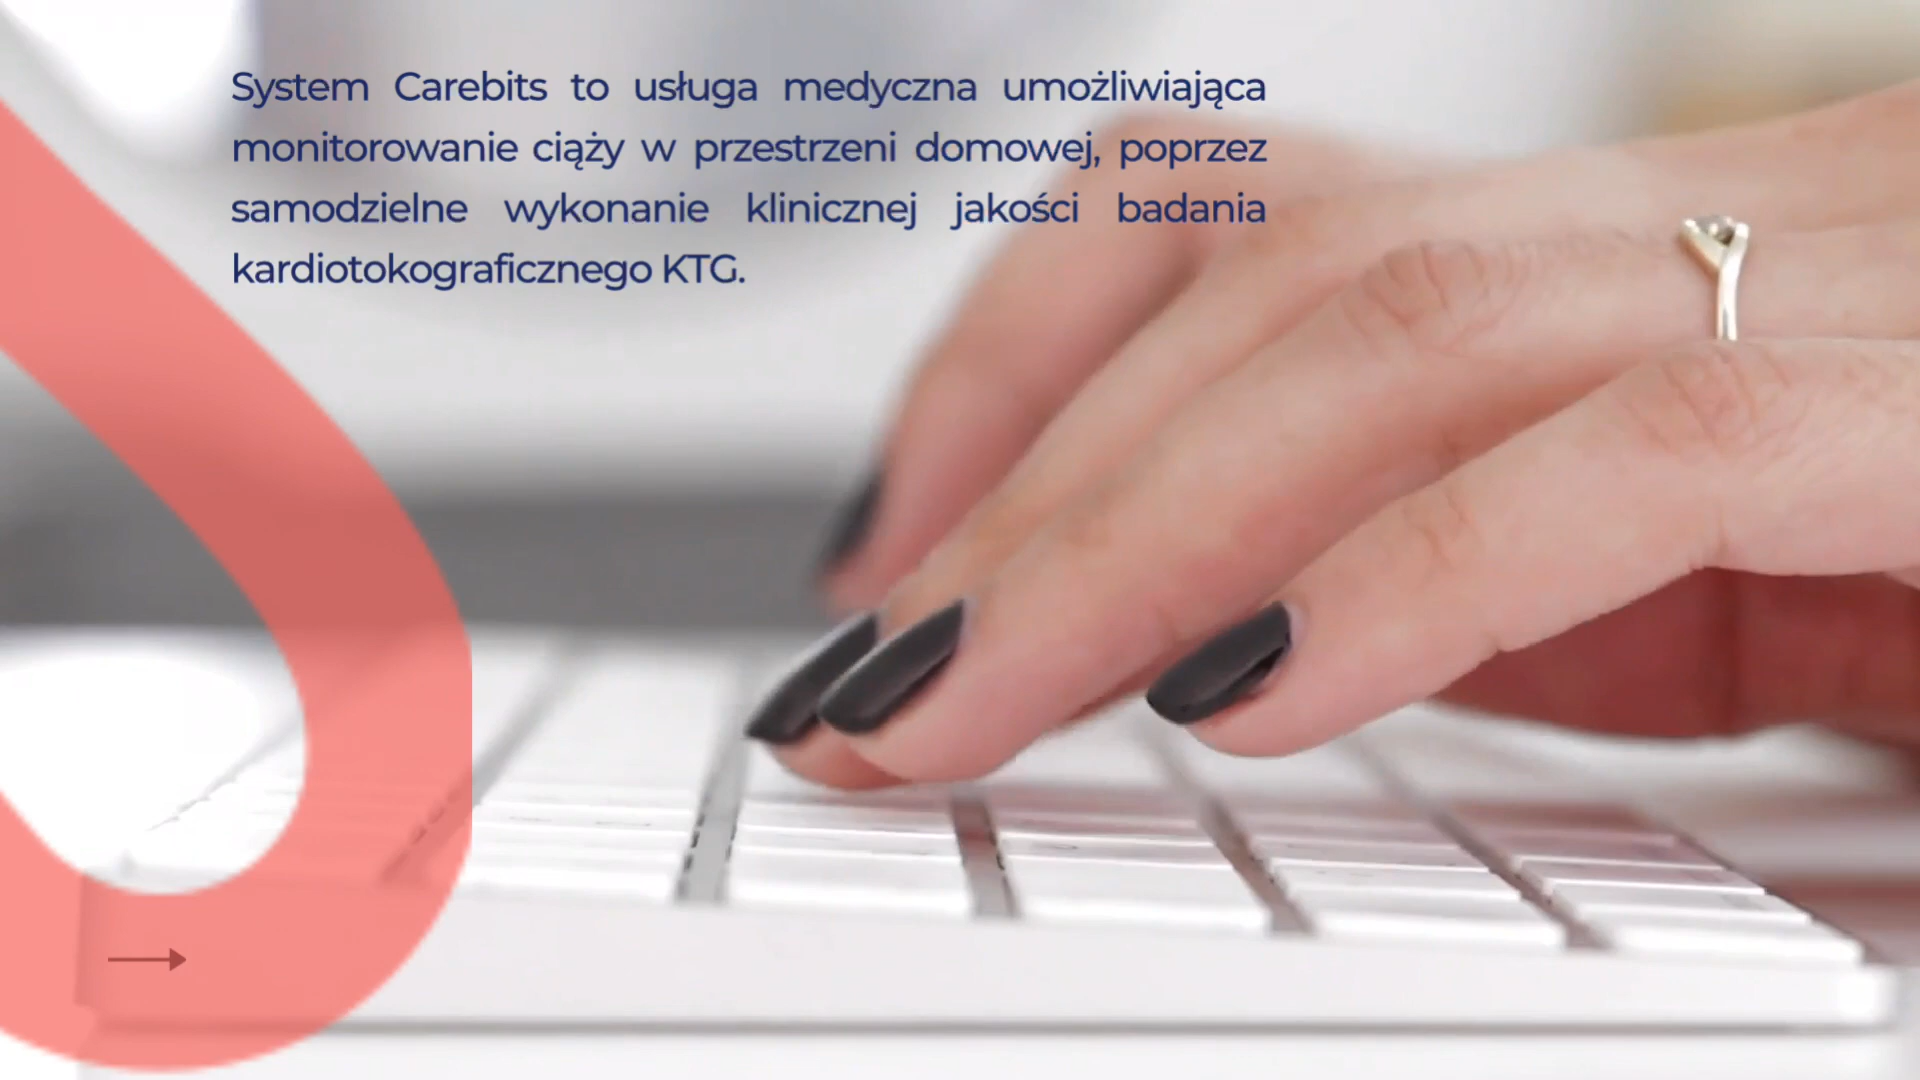 System Carebits to usługa medyczna umożliwiająca
monitorowanie ciąży w przestrzeni domowej, poprzez
samodzielne wykonanie klinicznej jakości badania
kardiotokograficznego KTG.